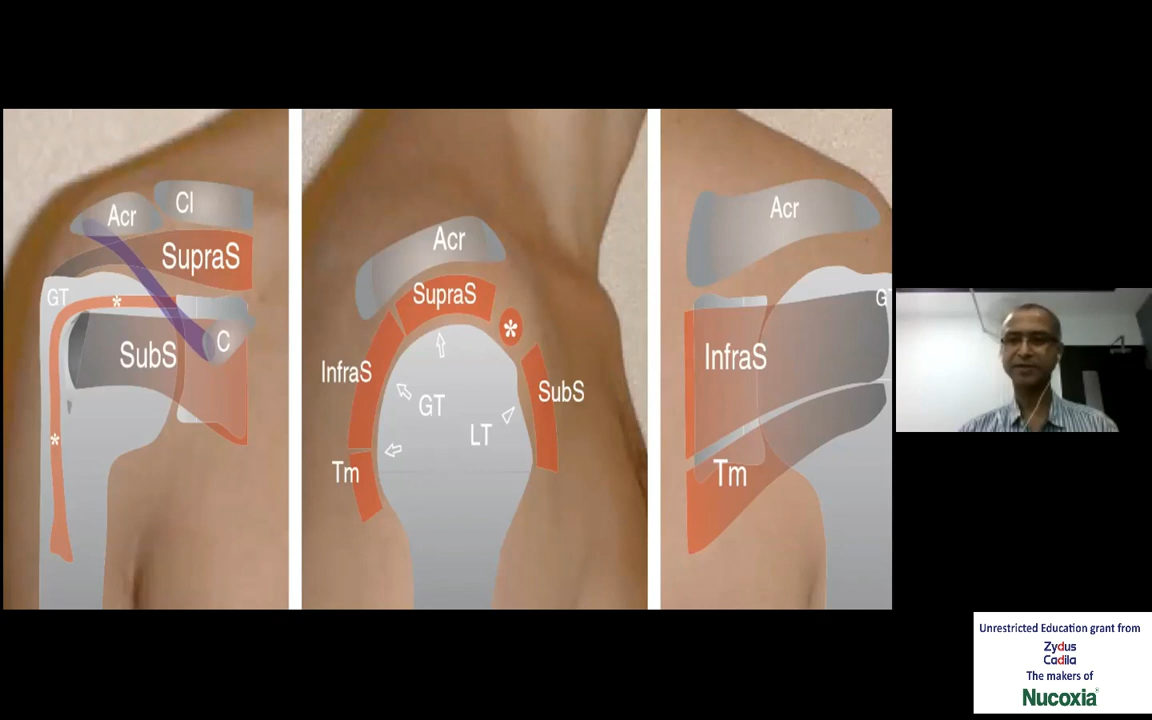 Acr
Cl
SupraS
GT
*
C
SubS
*
Acr
SupraS
*
InfraS
SubS
GT
LT
Tm
Acr
InfraS
Tm
Unrestricted Education grant from
Zydus
Cadila
The makers of
Nucoxia